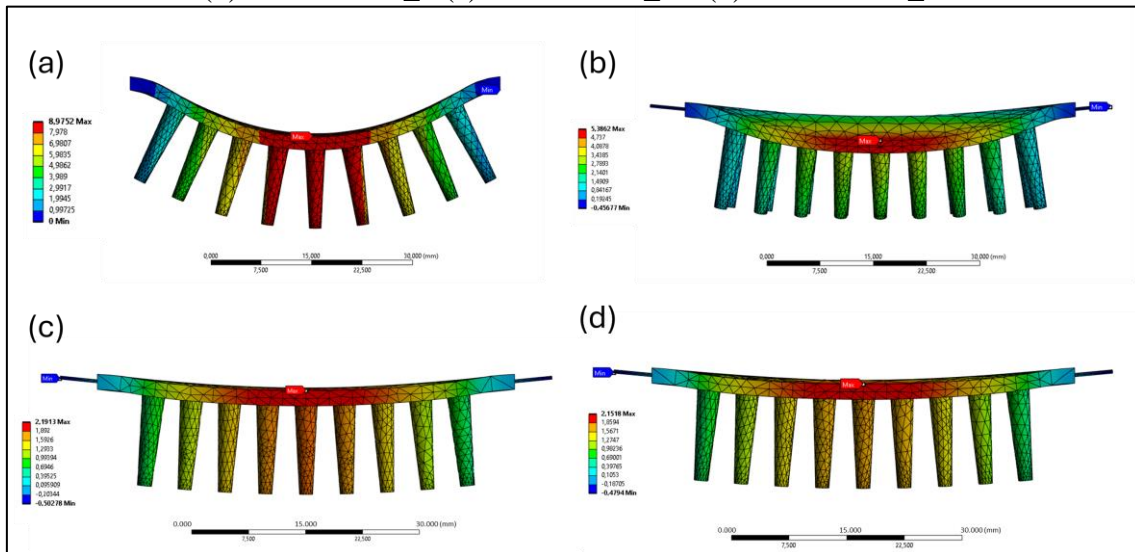 (a)
8,9752 Max
7,978
6,9807
5,9835
4,9862
3,989
2,9917
1,9945
0,99725
0 Min
Max
Min
0,000
15,000
30,000 (mm)
7,500
22,500
(b)
5,3862 Max
4,737
4,0878
3,4385
2,7893
2,1401
1,4909
0,84167
0,19245
-0,45677 Min
Max
Min
0,000
15,000
30,000 (mm)
7,500
22,500
(c)
Min
Max
2,1913 Max
1,892
1,5926
1,2933
0,99394
0,6946
0,39525
0,095909
-0,20344
-0,50278 Min
0.000
15.000
30.000 (mm)
7,500
22,500
(d)
Min
Max
2,1518 Max
1,8594
1,5671
1,2747
0,98236
0,69001
0,39765
0,1053
-0,18705
-0,4794 Min
0.000
15.000
30.000 (mm)
7,500
22,500